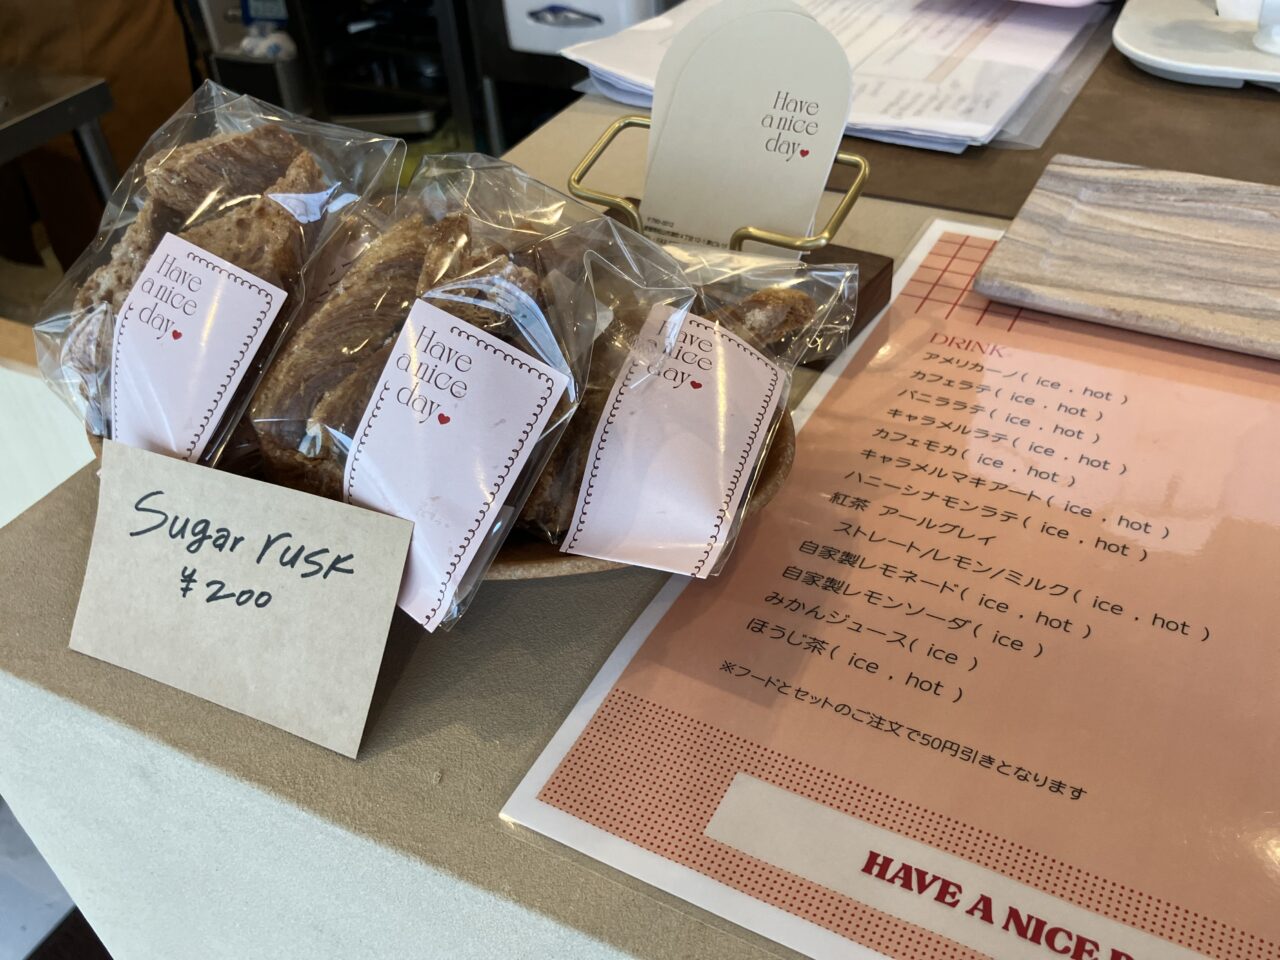 Have
a nice
day
Have
a nice
day
Have
a nice
day
Have
a nice
day
Sugar rusk
¥200
DRINK
アメリカーノ( ice , hot )
カフェラテ( ice , hot )
バニララテ( ice , hot )
キャラメルラテ( ice , hot )
カフェモカ( ice , hot )
キャラメルマキアート( ice , hot )
ハニーシナモンラテ( ice , hot )
紅茶 アールグレイ
ストレート/レモン/ミルク( ice , hot )
自家製レモネード( ice , hot )
自家製レモンソーダ( ice )
みかんジュース( ice )
ほうじ茶( ice , hot )
※フードとセットのご注文で50円引きとなります
HAVE A NICE